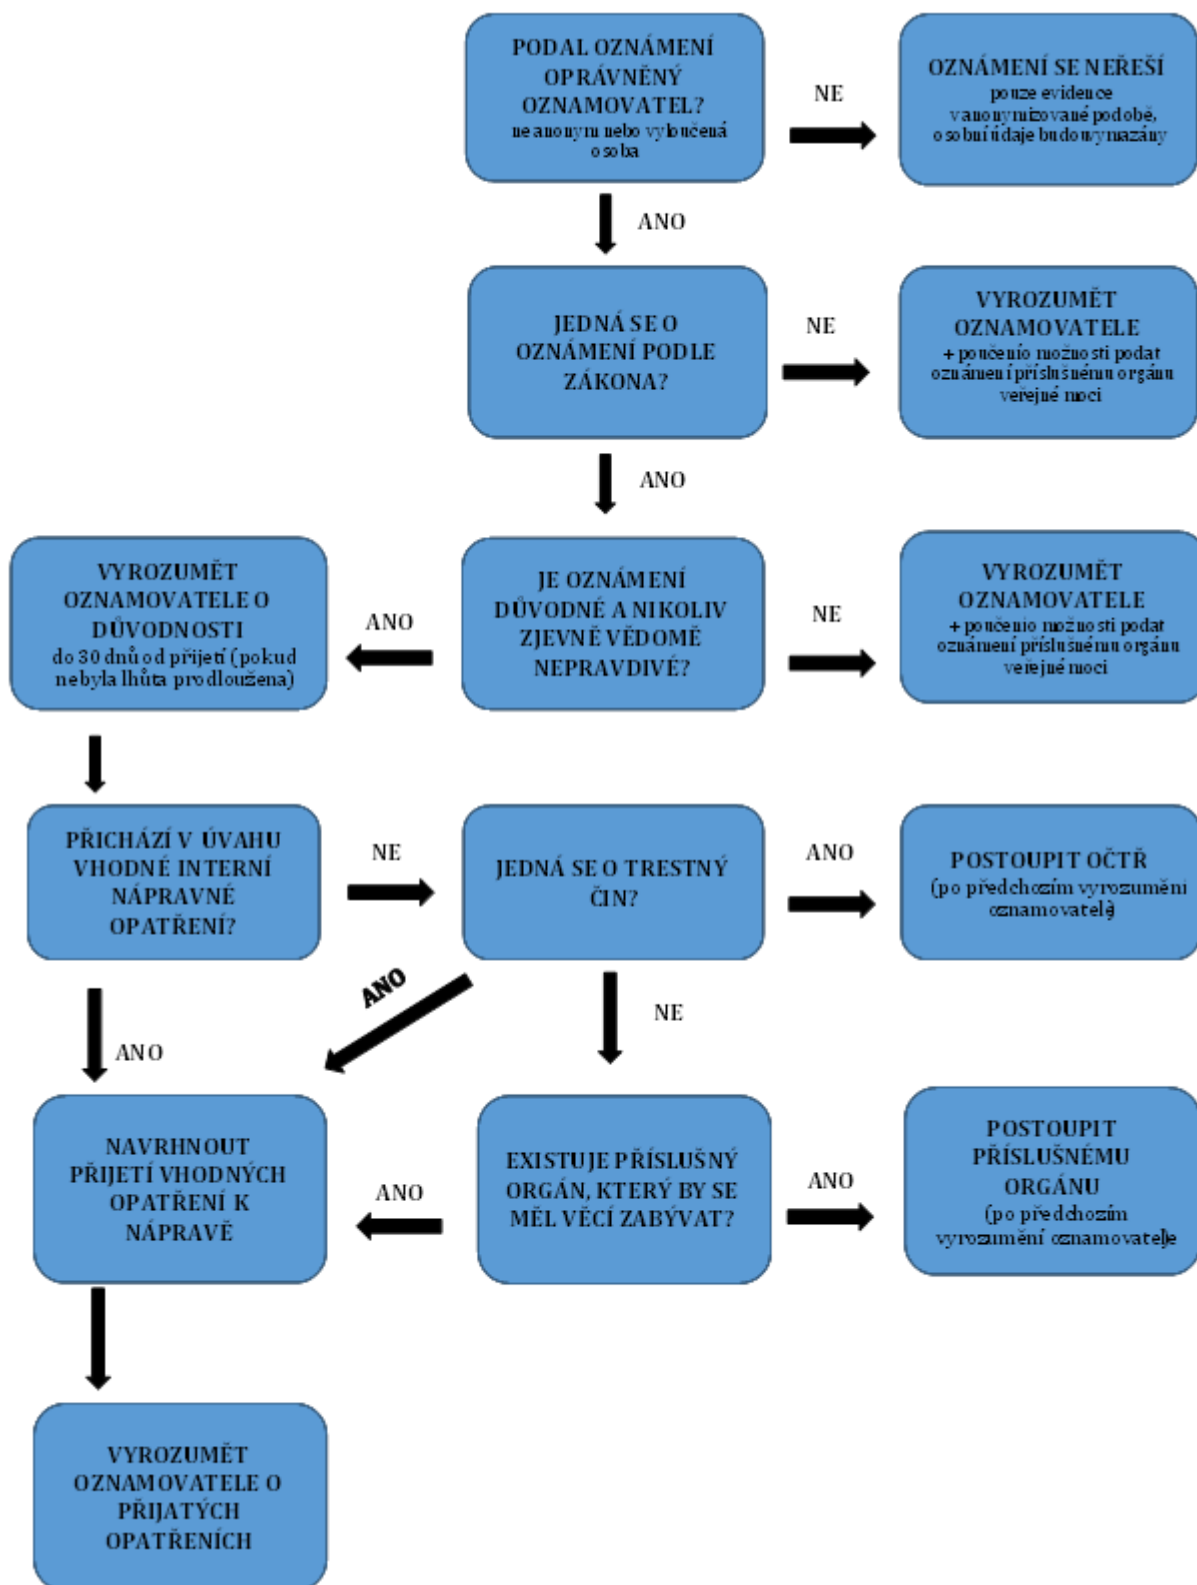 PODAL OZNÁMENÍ
OPRÁVNĚNÝ
OZNAMOVATEL?
ne anonym nebo vyloučená
osoba
NE
OZNÁMENÍ SE NEŘEŠÍ
pouze evidence
v anonymizované podobě,
osobní údaje budou vymazány
ANO
JEDNÁ SE O
OZNÁMENÍ PODLE
ZÁKONA?
NE
VYROZUMĚT
OZNAMOVATELE
+ poučení o možnosti podat
oznámení příslušnému orgánu
veřejné moci
ANO
JE OZNÁMENÍ
DŮVODNÉ A NIKOLIV
ZJEVNĚ VĚDOMĚ
NEPRAVDIVÉ?
NE
VYROZUMĚT
OZNAMOVATELE
+ poučení o možnosti podat
oznámení příslušnému orgánu
veřejné moci
ANO
VYROZUMĚT
OZNAMOVATELE O
DŮVODNOSTI
do 30 dnů od přijetí (pokud
nebyla lhůta prodloužena)
PŘICHÁZÍ V ÚVAHU
VHODNÉ INTERNÍ
NÁPRAVNÉ
OPATŘENÍ?
NE
JEDNÁ SE O TRESTNÝ
ČIN?
ANO
POSTOUPIT OČTŘ
(po předchozím vyrozumění
oznamovatele)
ANO
ANO
NE
NAVRHNOUT
PŘIJETÍ VHODNÝCH
OPATŘENÍ K
NÁPRAVĚ
ANO
EXISTUJE PŘÍSLUŠNÝ
ORGÁN, KTERÝ BY SE
MĚL VĚCÍ ZABÝVAT?
ANO
POSTOUPIT
PŘÍSLUŠNÉMU
ORGÁNU
(po předchozím
vyrozumění oznamovatele)
VYROZUMĚT
OZNAMOVATELE O
PŘIJATÝCH
OPATŘENÍCH